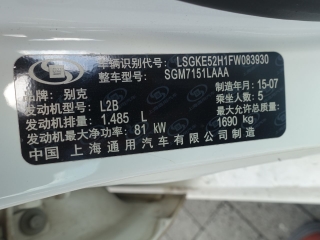 车辆识别代号: LSGKE52H1FW083930
整车型号: SGM7151LAAA
品牌: 别克 制造年月: 15-07
发动机型号: L2B 乘坐人数: 5
发动机排量: 1.485 L 最大允许总质量:
发动机最大净功率: 81 kW 1690 kg
中国 上海通用汽车有限公司